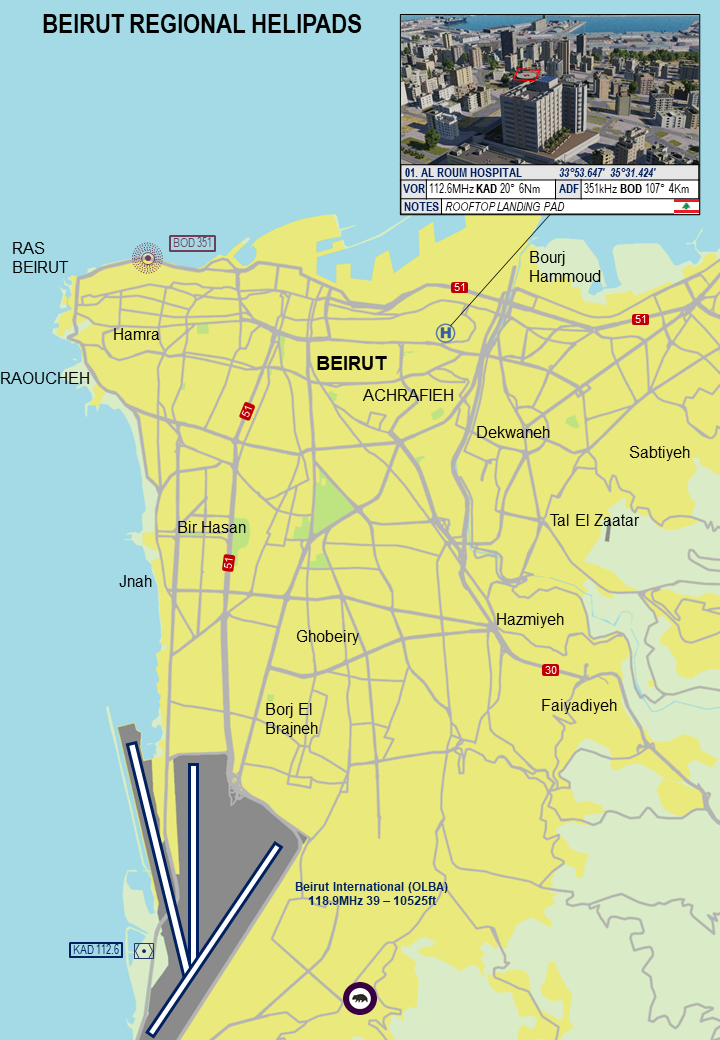 BEIRUT REGIONAL HELIPADS
01. AL ROUM HOSPITAL 33°53.647' 35°31.424'
VOR 112.6MHz KAD 20° 6Nm ADF 351kHz BOD 107° 4Km
NOTES ROOFTOP LANDING PAD
BOD 351
RAS
BEIRUT
Bourj
Hammoud
51
51
H
Hamra
BEIRUT
RAOUCHEH
ACHRAFIEH
51
Dekwaneh
Sabtiyeh
Bir Hasan
Tal El Zaatar
51
Jnah
Hazmiyeh
Ghobeiry
30
Faiyadiyeh
Borj El
Brajneh
Beirut International (OLBA)
118.9MHz 39 – 10525ft
KAD 112.6